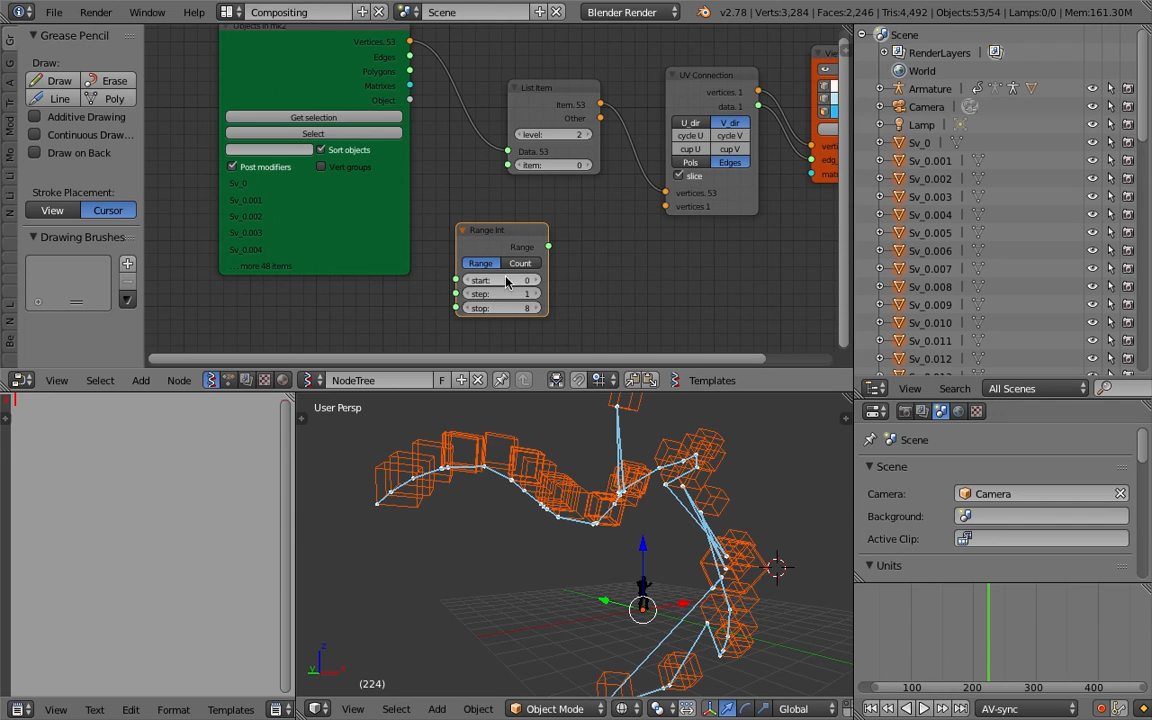 File Render Window Help Compositing Scene Blender Render v2.78 | Verts:3,284 | Faces:2,246 | Tris:4,492 | Objects:53/54 | Lamps:0/0 | Mem:161.30M
Grease Pencil
Draw:
Draw Erase
Line Poly
Additive Drawing
Continuous Draw...
Draw on Back
Stroke Placement:
View Cursor
Drawing Brushes
Objects in mk2
Vertices. 53
Edges
Polygons
Matrixes
Object
Get selection
Select
Sort objects
Post modifiers Vert groups
Sv_0
Sv_0.001
Sv_0.002
Sv_0.003
Sv_0.004
...more 48 items
List Item
Item. 53
Other
level: 2
Data. 53
item: 0
Range Int
Range
Range Count
start: 0
step: 1
stop: 8
UV Connection
vertices. 1
data. 1
U_dir V_dir
cycle U cycle V
cup U cup V
Pols Edges
slice
vertices. 53
vertices 1
Vie
verti
edg_
matr
View Select Add Node NodeTree F Templates
Scene
RenderLayers |
World
Armature |
Camera |
Lamp |
Sv_0 |
Sv_0.001 |
Sv_0.002 |
Sv_0.003 |
Sv_0.004 |
Sv_0.005 |
Sv_0.006 |
Sv_0.007 |
Sv_0.008 |
Sv_0.009 |
Sv_0.010 |
Sv_0.011 |
Sv_0.012 |
View Search All Scenes
Scene
Scene
Camera: Camera
Background:
Active Clip:
Units
100 200 300 400
AV-sync
User Persp
(224)
View Text Edit Format Templates
View Select Add Object Object Mode Global